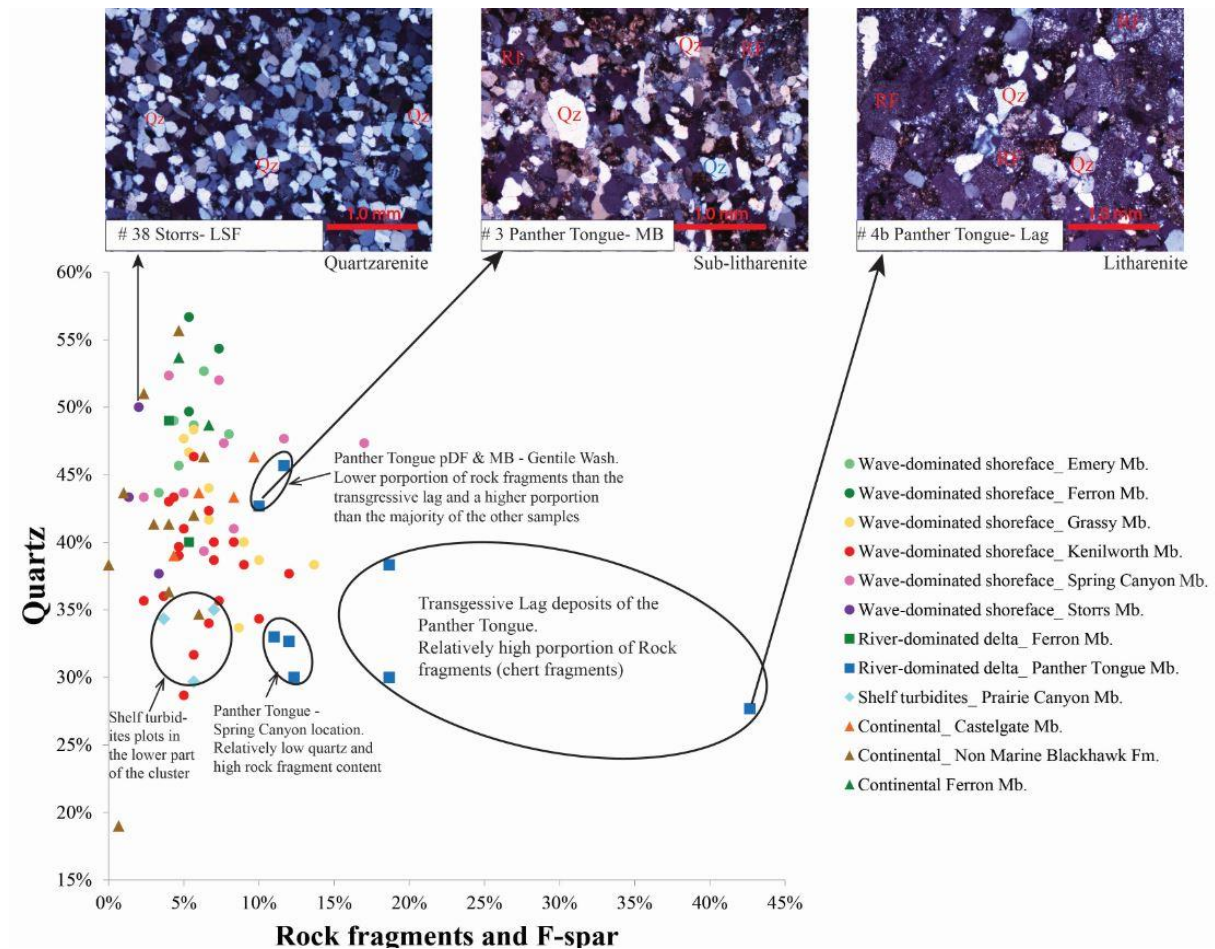 Qz
Qz
Qz
1.0 mm
# 38 Storrs- LSF
Quartzarenite
Qz
RF
RF
Qz
Qz
1.0 mm
# 3 Panther Tongue- MB
Sub-litharenite
RF
RF
Qz
RF
Qz
1.0 mm
# 4b Panther Tongue- Lag
Litharenite
60%
55%
50%
45%
40%
35%
30%
25%
20%
15%
Quartz
0%
5%
10%
15%
20%
25%
30%
35%
40%
45%
Rock fragments and F-spar
Panther Tongue pDF & MB - Gentile Wash.
Lower porportion of rock fragments than the
transgressive lag and a higher porportion
than the majority of the other samples
Transgessive Lag deposits of the
Panther Tongue.
Relatively high porportion of Rock
fragments (chert fragments)
Shelf turbid-
ites plots in
the lower part
of the cluster
Panther Tongue -
Spring Canyon location.
Relatively low quartz and
high rock fragment content
Wave-dominated shoreface_ Emery Mb.
Wave-dominated shoreface_ Ferron Mb.
Wave-dominated shoreface_ Grassy Mb.
Wave-dominated shoreface_ Kenilworth Mb.
Wave-dominated shoreface_ Spring Canyon Mb.
Wave-dominated shoreface_ Storrs Mb.
River-dominated delta_ Ferron Mb.
River-dominated delta_ Panther Tongue Mb.
Shelf turbidites_ Prairie Canyon Mb.
Continental_ Castelgate Mb.
Continental_ Non Marine Blackhawk Fm.
Continental Ferron Mb.